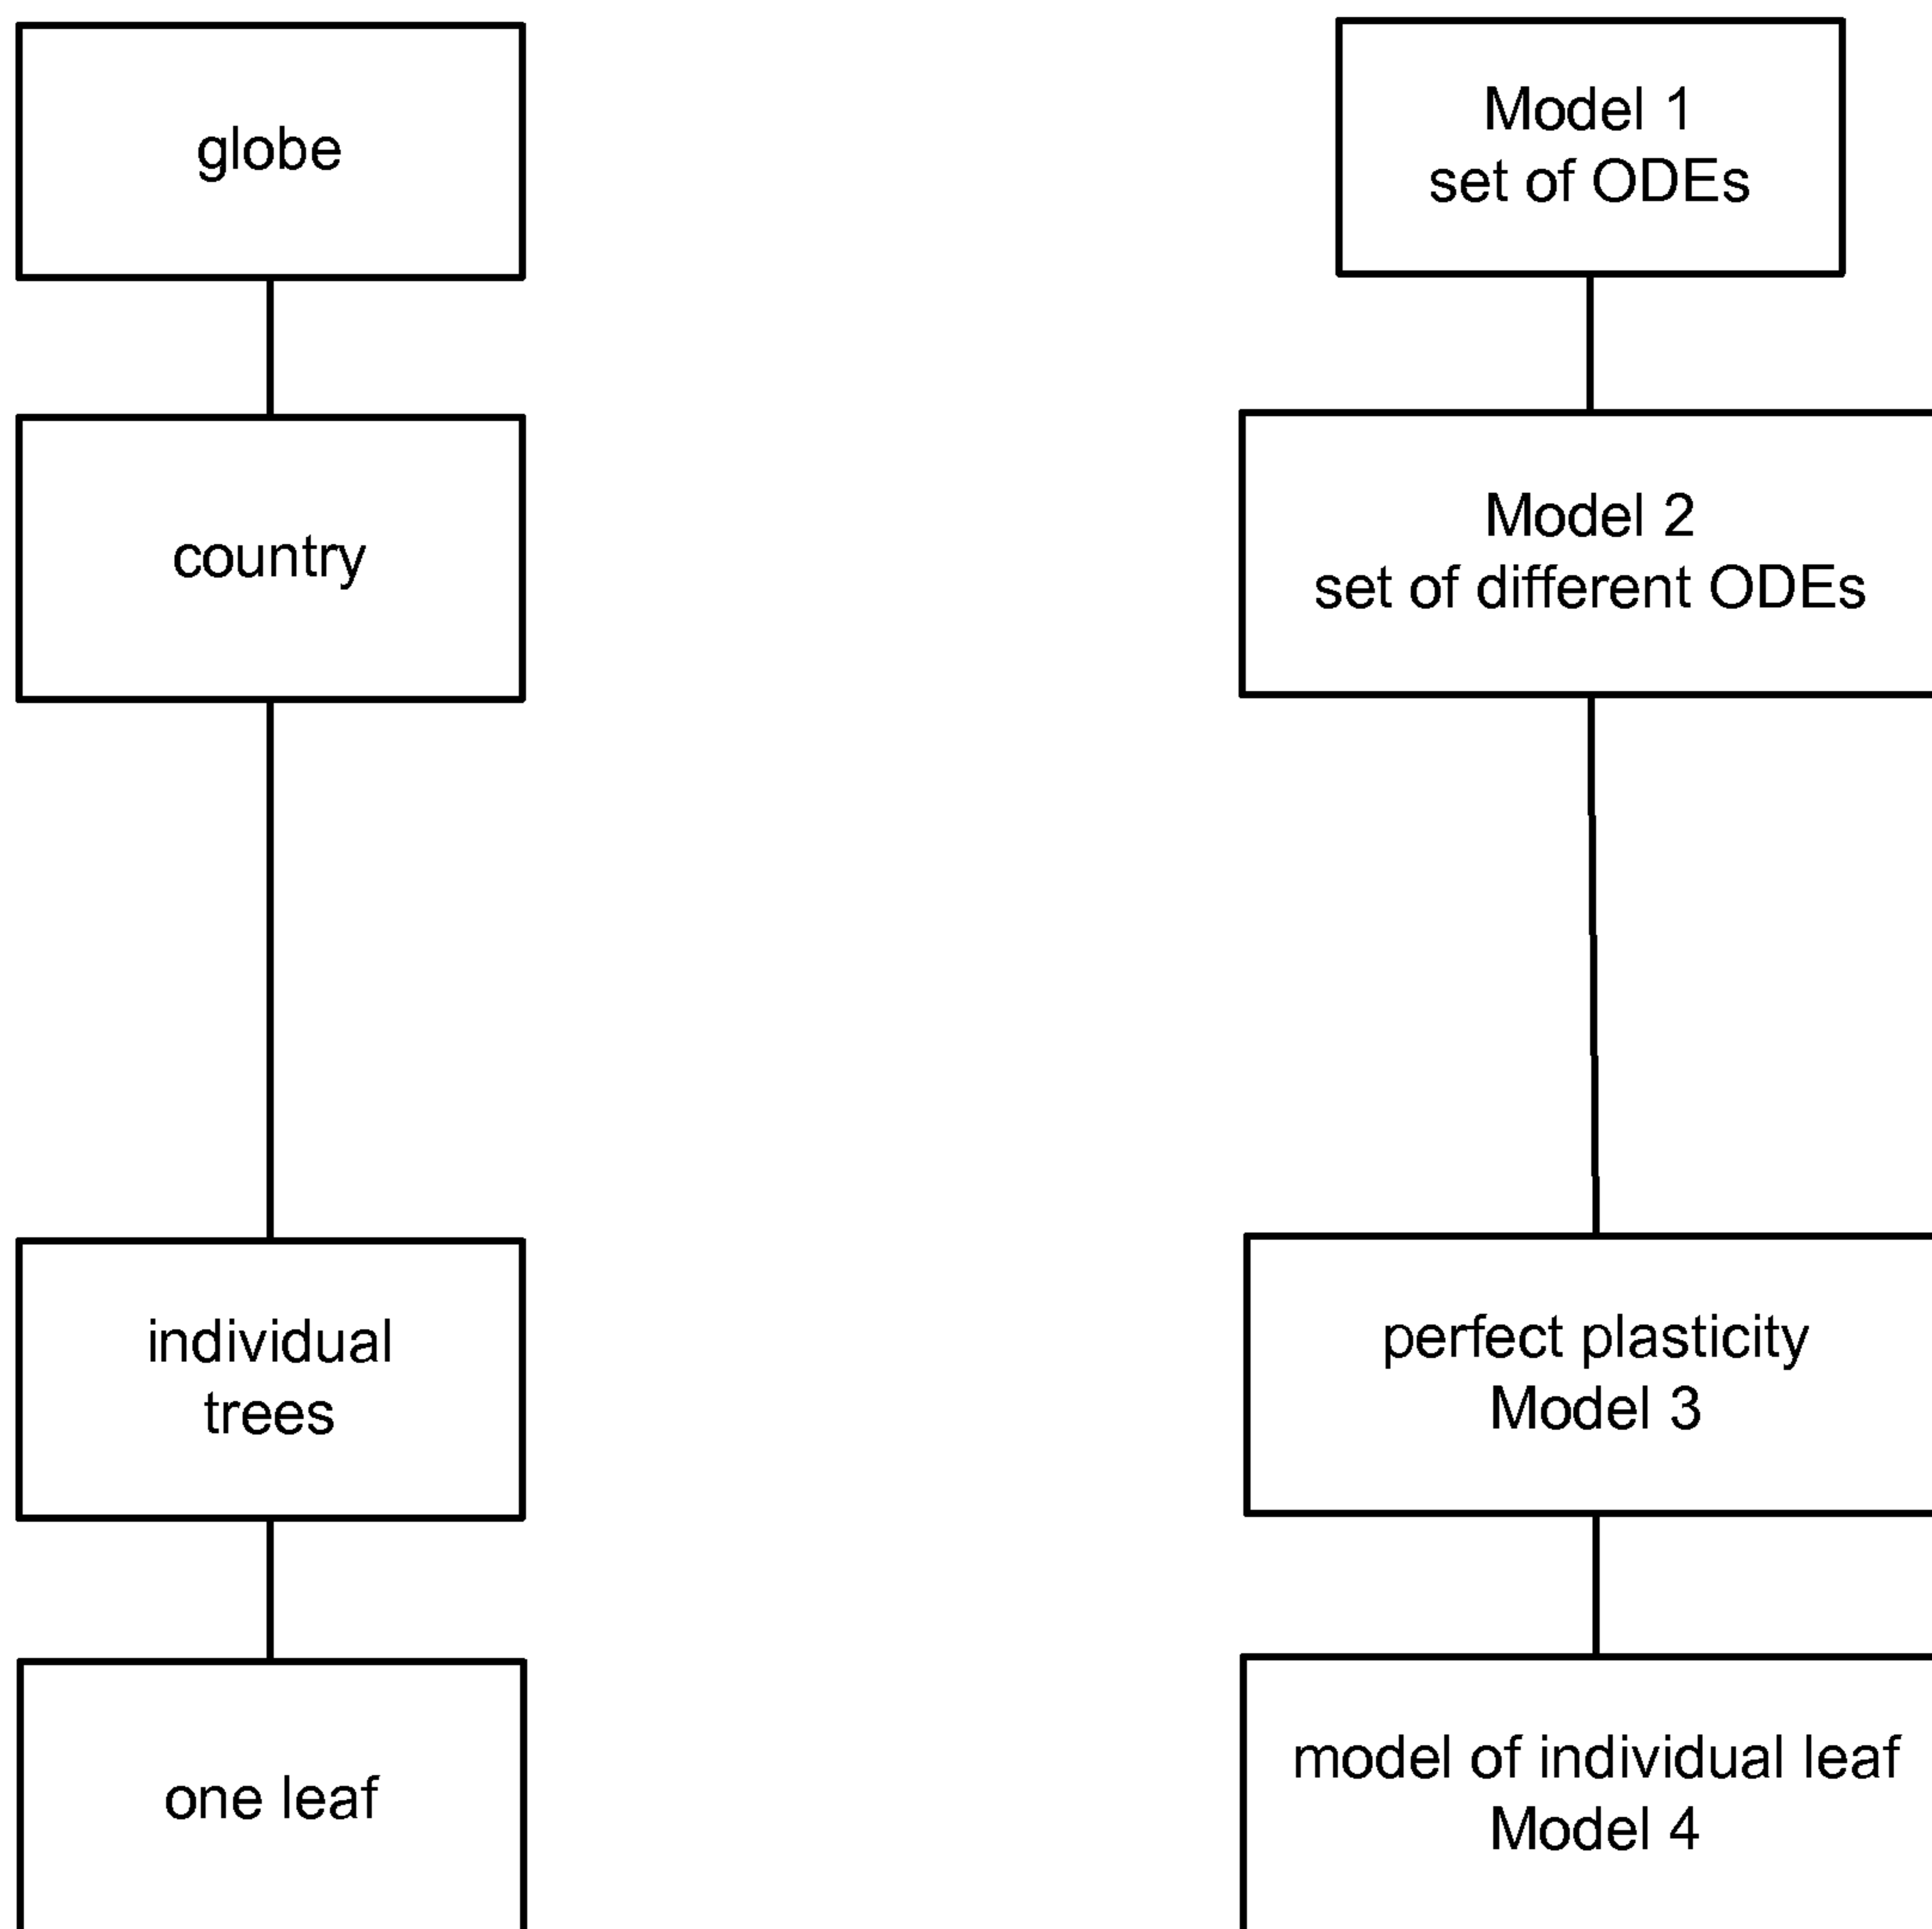 globe
country
individual
trees
one leaf
Model 1
set of ODEs
Model 2
set of different ODEs
perfect plasticity
Model 3
model of individual leaf
Model 4